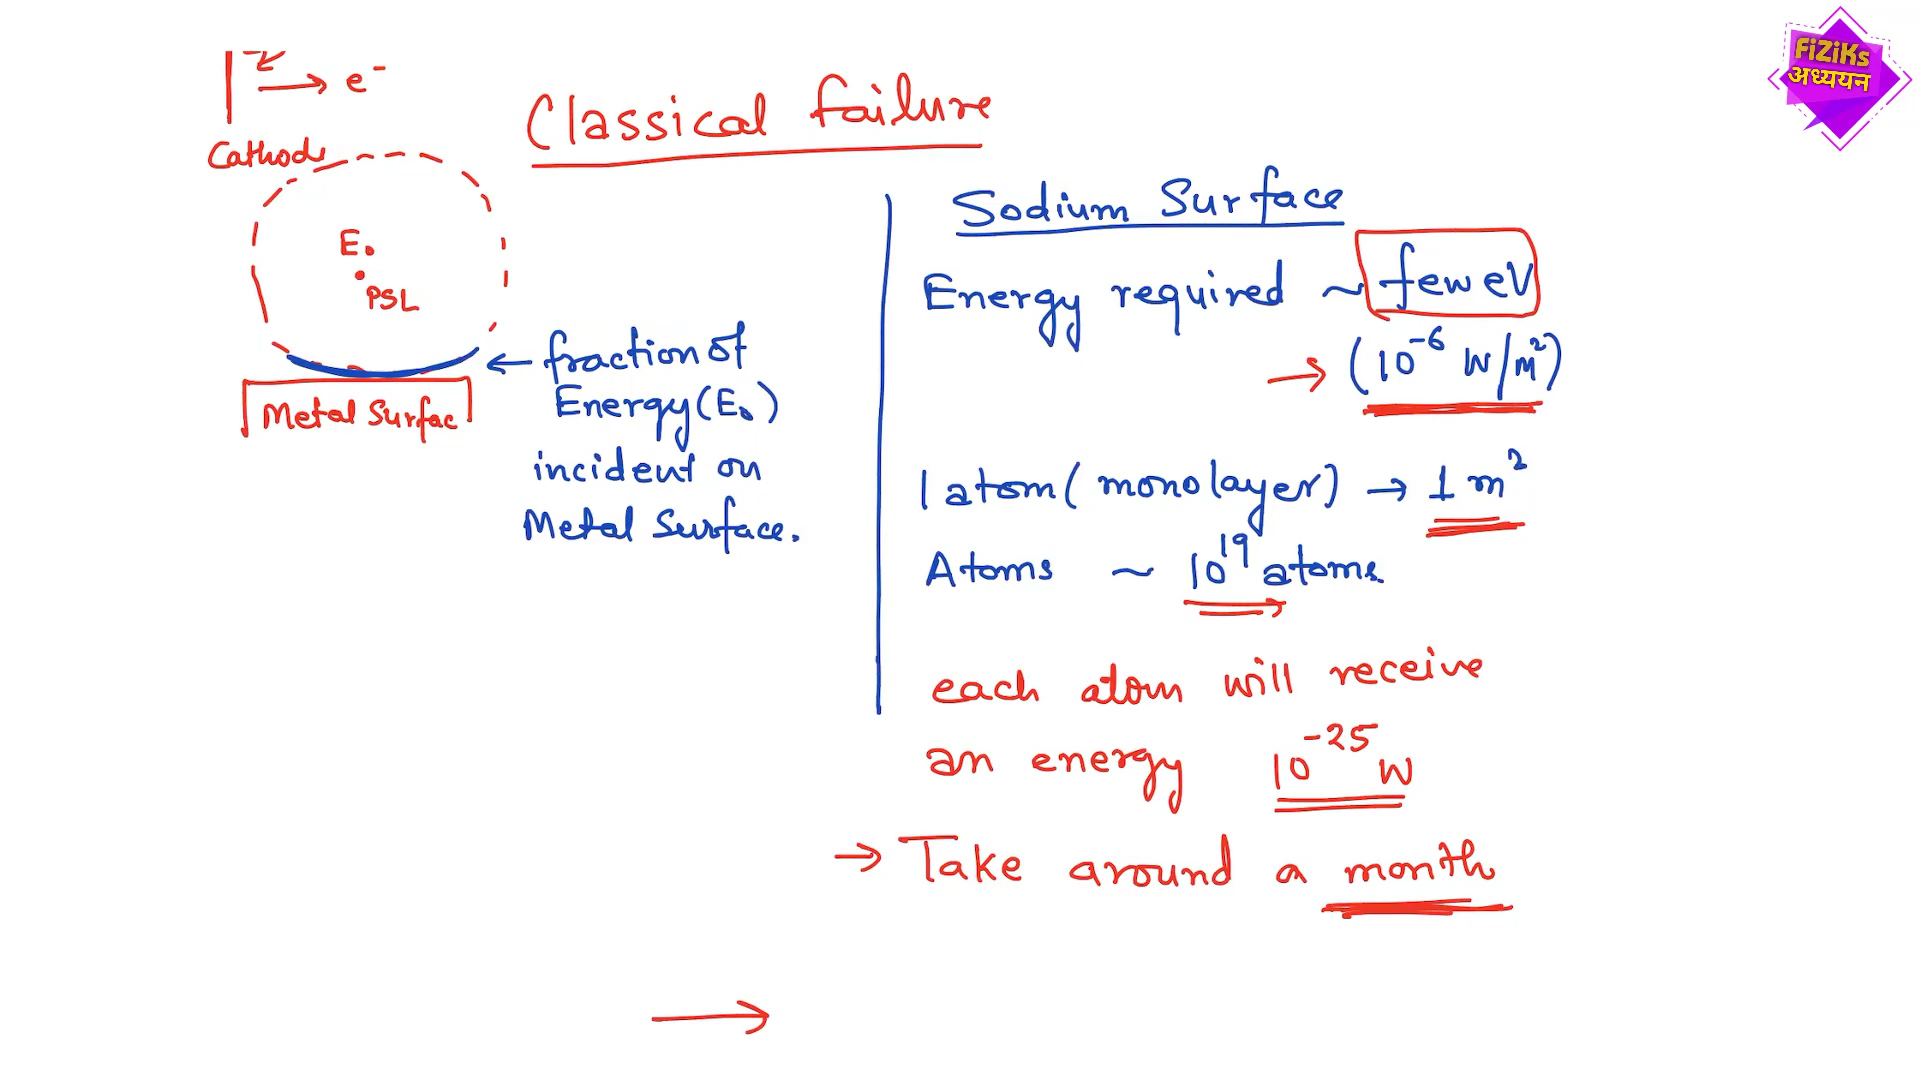 e⁻
Cathode
Classical failure
E₀
PSL
Metal Surfac
fraction of
Energy(E₀)
incident on
Metal Surface.
Sodium Surface
Energy required ~ few eV
→ (10⁻⁶ W/m²)
1 atom (monolayer) → 1 m²
Atoms ~ 10¹⁹ atoms
each atom will receive
an energy 10⁻²⁵ W
→ Take around a month
→
FiZiKs
अध्ययन